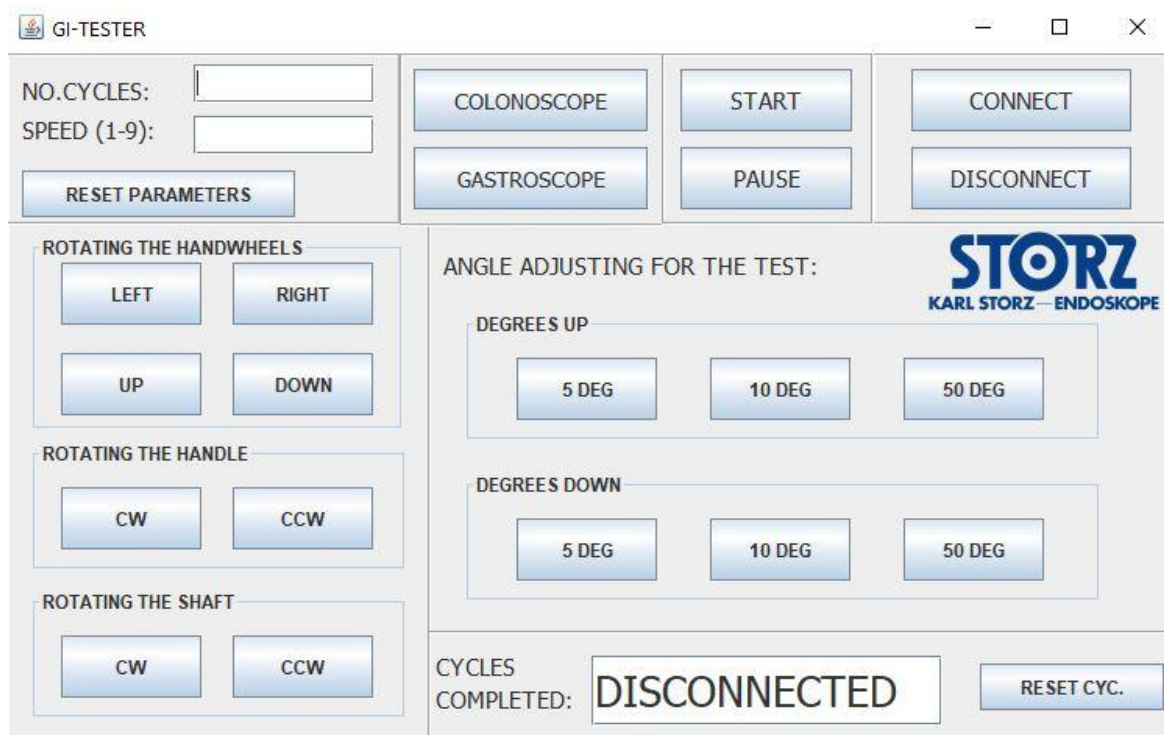 GI-TESTER
NO.CYCLES:
SPEED (1-9):
RESET PARAMETERS
COLONOSCOPE
GASTROSCOPE
START
PAUSE
CONNECT
DISCONNECT
ROTATING THE HANDWHEELS
LEFT RIGHT
UP DOWN
ROTATING THE HANDLE
CW CCW
ROTATING THE SHAFT
CW CCW
ANGLE ADJUSTING FOR THE TEST:
STORZ
KARL STORZ—ENDOSKOPE
DEGREES UP
5 DEG 10 DEG 50 DEG
DEGREES DOWN
5 DEG 10 DEG 50 DEG
CYCLES
COMPLETED: DISCONNECTED
RESET CYC.